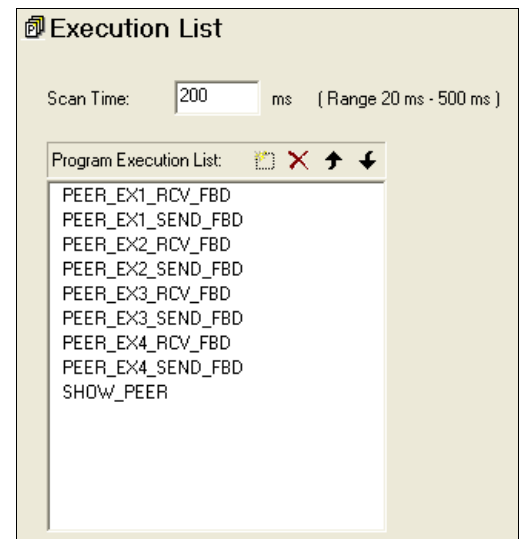 Execution List
Scan Time: 200 ms ( Range 20 ms - 500 ms )
Program Execution List:
PEER_EX1_RCV_FBD
PEER_EX1_SEND_FBD
PEER_EX2_RCV_FBD
PEER_EX2_SEND_FBD
PEER_EX3_RCV_FBD
PEER_EX3_SEND_FBD
PEER_EX4_RCV_FBD
PEER_EX4_SEND_FBD
SHOW_PEER